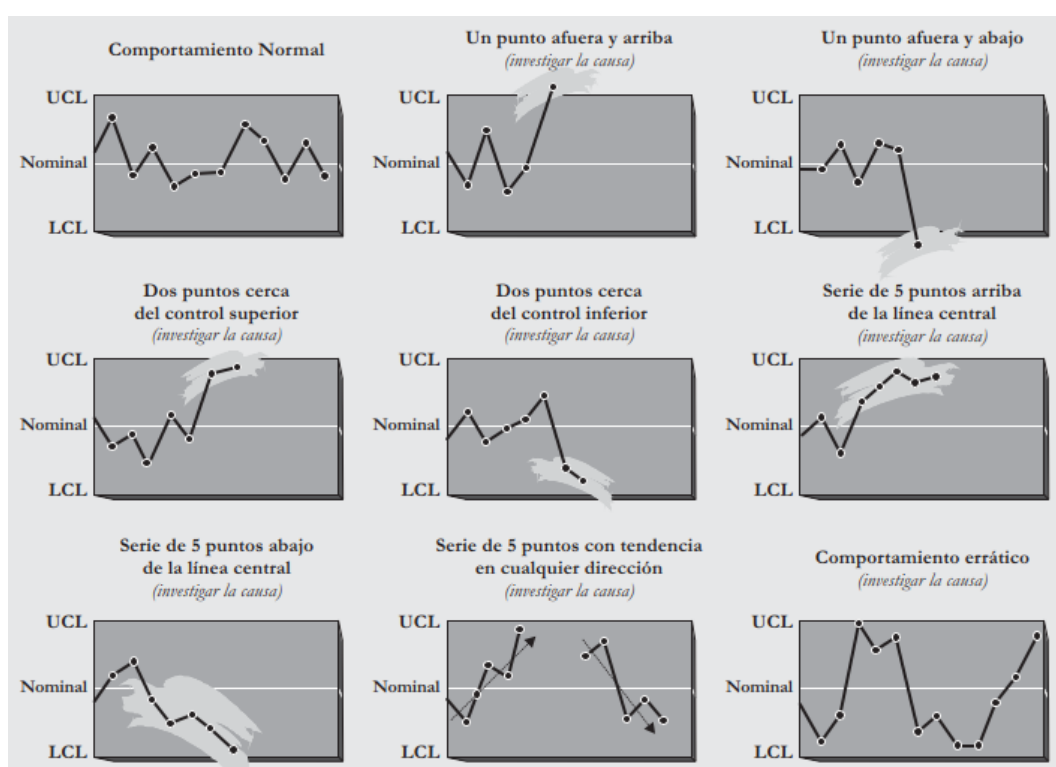 Comportamiento Normal
UCL
Nominal
LCL
Un punto afuera y arriba
(investigar la causa)
UCL
Nominal
LCL
Un punto afuera y abajo
(investigar la causa)
UCL
Nominal
LCL
Dos puntos cerca
del control superior
(investigar la causa)
UCL
Nominal
LCL
Dos puntos cerca
del control inferior
(investigar la causa)
UCL
Nominal
LCL
Serie de 5 puntos arriba
de la línea central
(investigar la causa)
UCL
Nominal
LCL
Serie de 5 puntos abajo
de la línea central
(investigar la causa)
UCL
Nominal
LCL
Serie de 5 puntos con tendencia
en cualquier dirección
(investigar la causa)
UCL
Nominal
LCL
Comportamiento errático
(investigar la causa)
UCL
Nominal
LCL